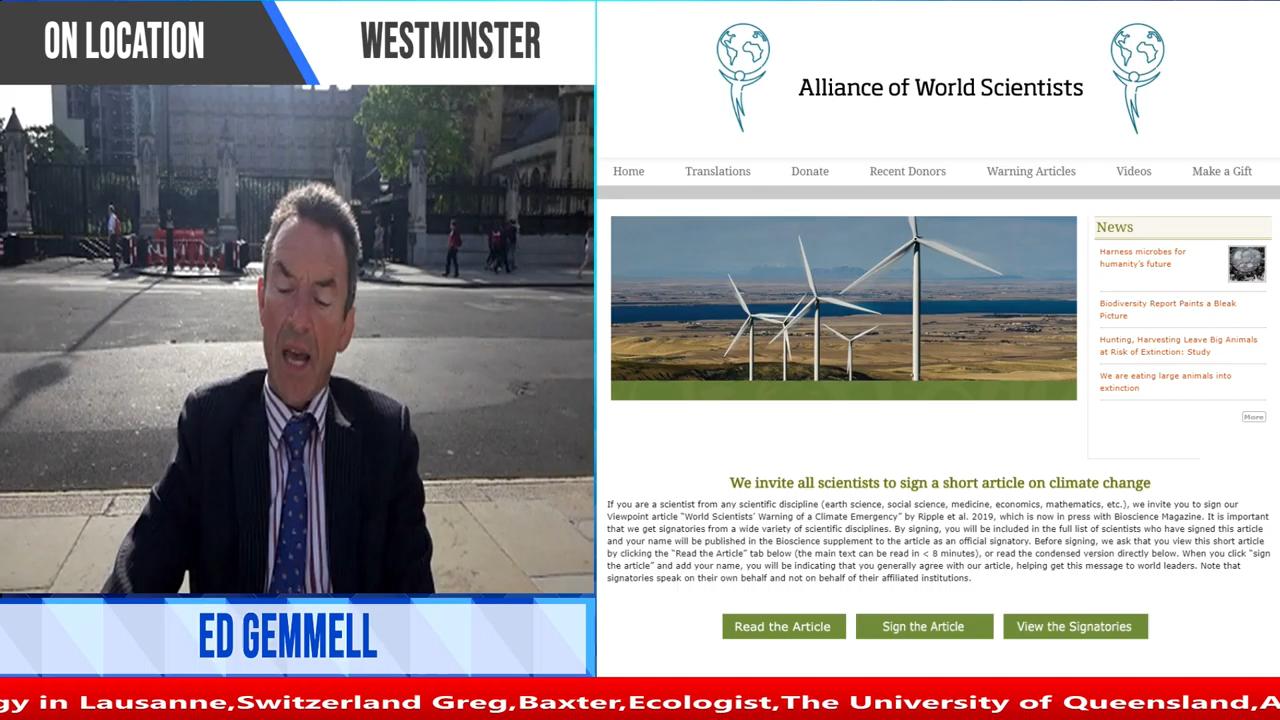 ON LOCATION
WESTMINSTER
Alliance of World Scientists
Home
Translations
Donate
Recent Donors
Warning Articles
Videos
Make a Gift
News
Harness microbes for
humanity's future
Biodiversity Report Paints a Bleak
Picture
Hunting, Harvesting Leave Big Animals
at Risk of Extinction: Study
We are eating large animals into
extinction
More
We invite all scientists to sign a short article on climate change
If you are a scientist from any scientific discipline (earth science, social science, medicine, economics, mathematics, etc.), we invite you to sign our
Viewpoint article "World Scientists' Warning of a Climate Emergency" by Ripple et al. 2019, which is now in press with Bioscience Magazine. It is important
that we get signatories from a wide variety of scientific disciplines. By signing, you will be included in the full list of scientists who have signed this article
and your name will be published in the Bioscience supplement to the article as an official signatory. Before signing, we ask that you view this short article
by clicking the "Read the Article" tab below (the main text can be read in < 8 minutes), or read the condensed version directly below. When you click "sign
the article" and add your name, you will be indicating that you generally agree with our article, helping get this message to world leaders. Note that
signatories speak on their own behalf and not on behalf of their affiliated institutions.
Read the Article
Sign the Article
View the Signatories
ED GEMMELL
gy in Lausanne,Switzerland Greg,Baxter,Ecologist,The University of Queensland,A